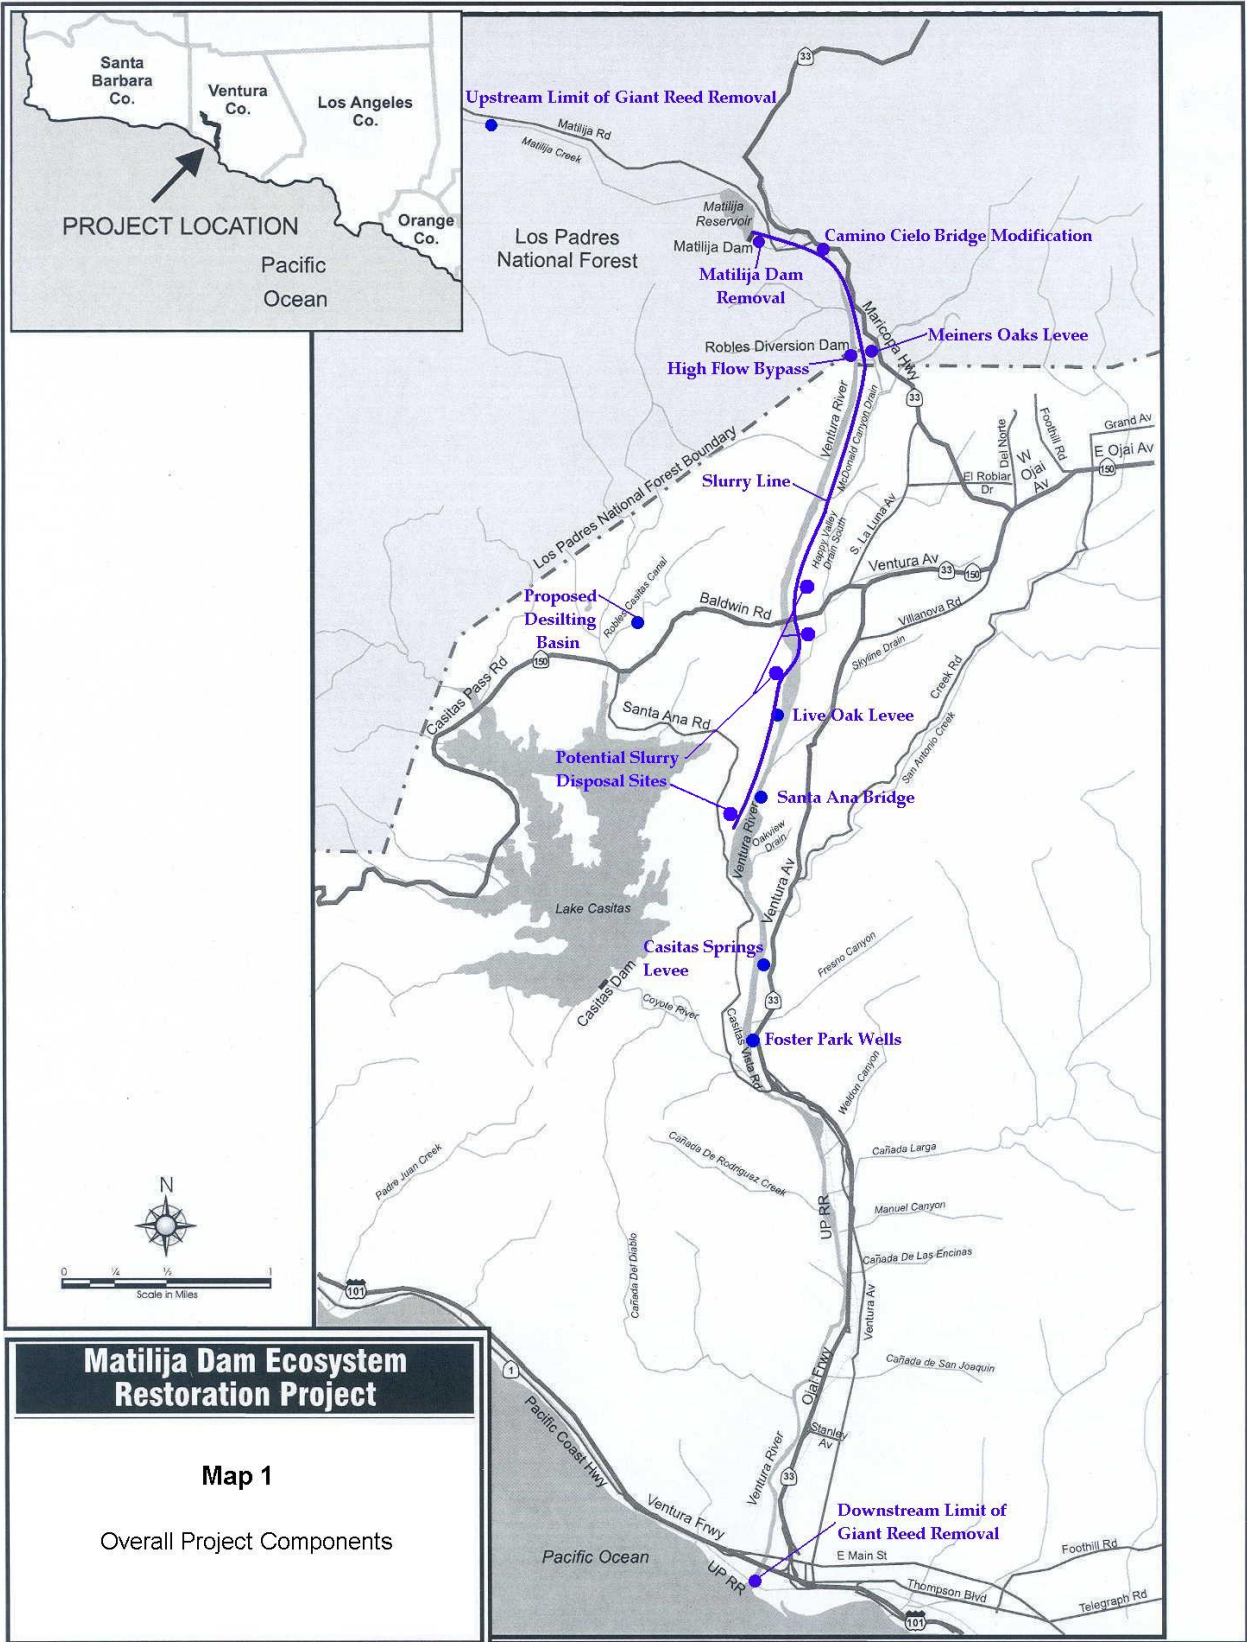 Santa
Barbara
Co.
Ventura
Co.
Los Angeles
Co.
Orange
Co.
PROJECT LOCATION
Pacific
Ocean
33
Upstream Limit of Giant Reed Removal
Matilija Rd
Matilija Creek
Matilija
Reservoir
Los Padres
National Forest
Matilija Dam
Camino Cielo Bridge Modification
Matilija Dam
Removal
Maricopa Hwy
Robles Diversion Dam
Meiners Oaks Levee
High Flow Bypass
33
Ventura River
McDonald Canyon Drain
Los Padres National Forest Boundary
Del Norte
Foothill Rd
Grand Av
E Ojai Av
150
W
Ojai
Av
El Roblar
Dr
Slurry Line
Happy Valley
Drain South
S. La Luna Av
Ventura Av
33
150
Proposed
Desilting
Basin
Robles Casitas Canal
Baldwin Rd
Villanova Rd
Skyline Drain
Creek Rd
San Antonio Creek
150
Casitas Pass Rd
Santa Ana Rd
Live Oak Levee
Potential Slurry
Disposal Sites
Santa Ana Bridge
Ventura River
Oakview
Drain
Ventura Av
Lake Casitas
Casitas Springs
Levee
Casitas Dam
Coyote River
Fresno Canyon
33
Casitas Vista Rd
Foster Park Wells
Weldon Canyon
Cañada Larga
Cañada De Rodriguez Creek
Padre Juan Creek
UP RR
Manuel Canyon
Cañada De Las Encinas
Cañada Del Diablo
Ventura Av
N
0 ¼ ½ 1
Scale in Miles
101
1
Pacific Coast Hwy
Ojai Frwy
Cañada de San Joaquin
Stanley
Av
Ventura River
33
Ventura Frwy
Downstream Limit of
Giant Reed Removal
Pacific Ocean
UP RR
E Main St
Foothill Rd
Thompson Blvd
Telegraph Rd
101
Matilija Dam Ecosystem
Restoration Project
Map 1
Overall Project Components